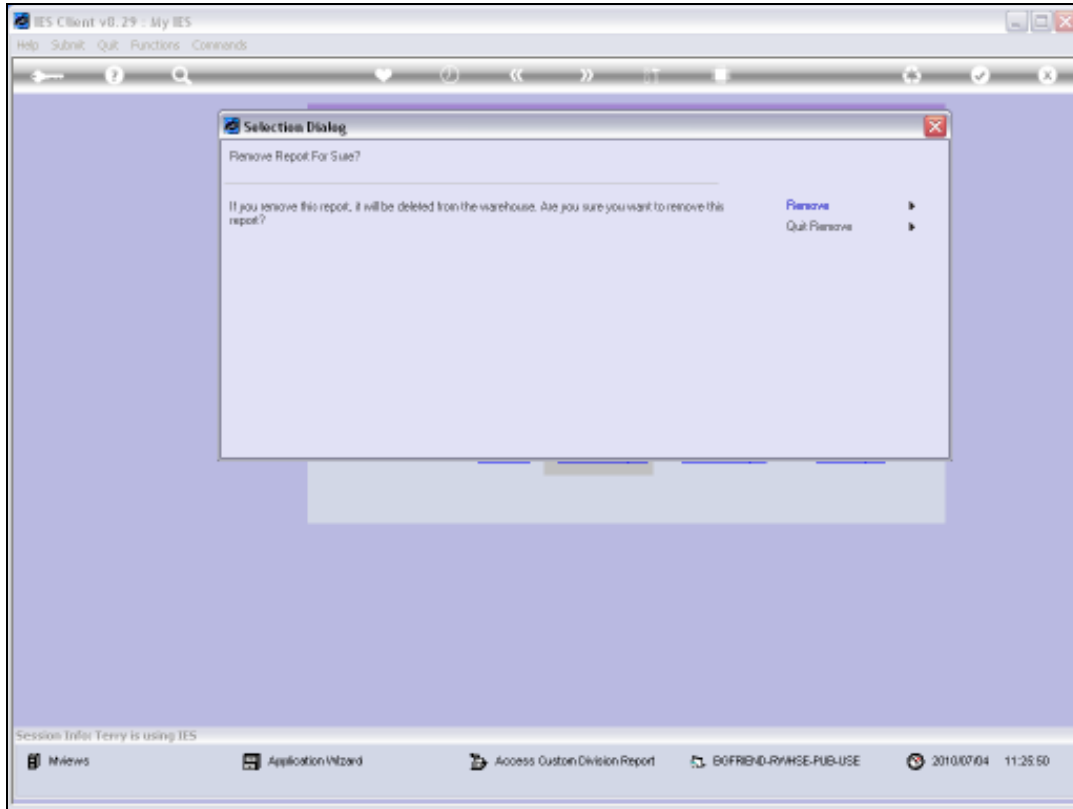 IES Client v8.29 : My IES
Help Submit Quit Functions Commands
Selection Dialog
Remove Report For Sure?
If you remove this report, it will be deleted from the warehouse. Are you sure you want to remove this
report?
Remove
Quit Remove
Session Info: Terry is using IES
Mviews
Application Wizard
Access Custom Division Report
BGFRIEND-RWHSE-PUB-USE
2010/07/04 11:26:50